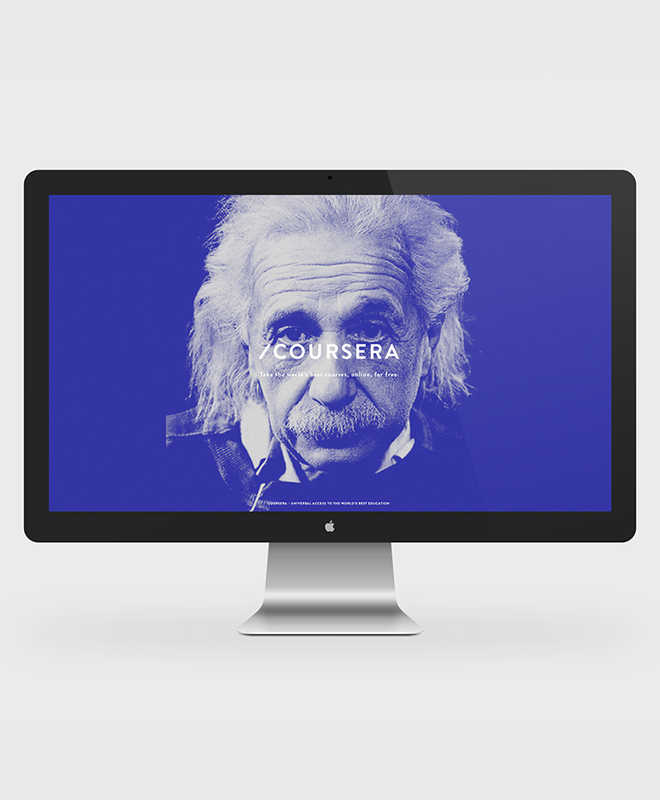 /COURSERA
Take the world's best courses, online, for free.
COURSERA - UNIVERSAL ACCESS TO THE WORLD'S BEST EDUCATION